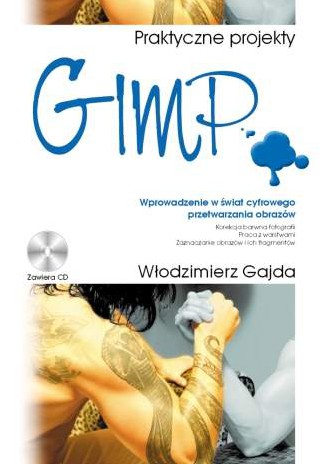 Praktyczne projekty
GIMP
Wprowadzenie w świat cyfrowego
przetwarzania obrazów
Korekcja barwna fotografii
Praca z warstwami
Zaznaczanie obrazów i ich fragmentów
Zawiera CD
Włodzimierz Gajda